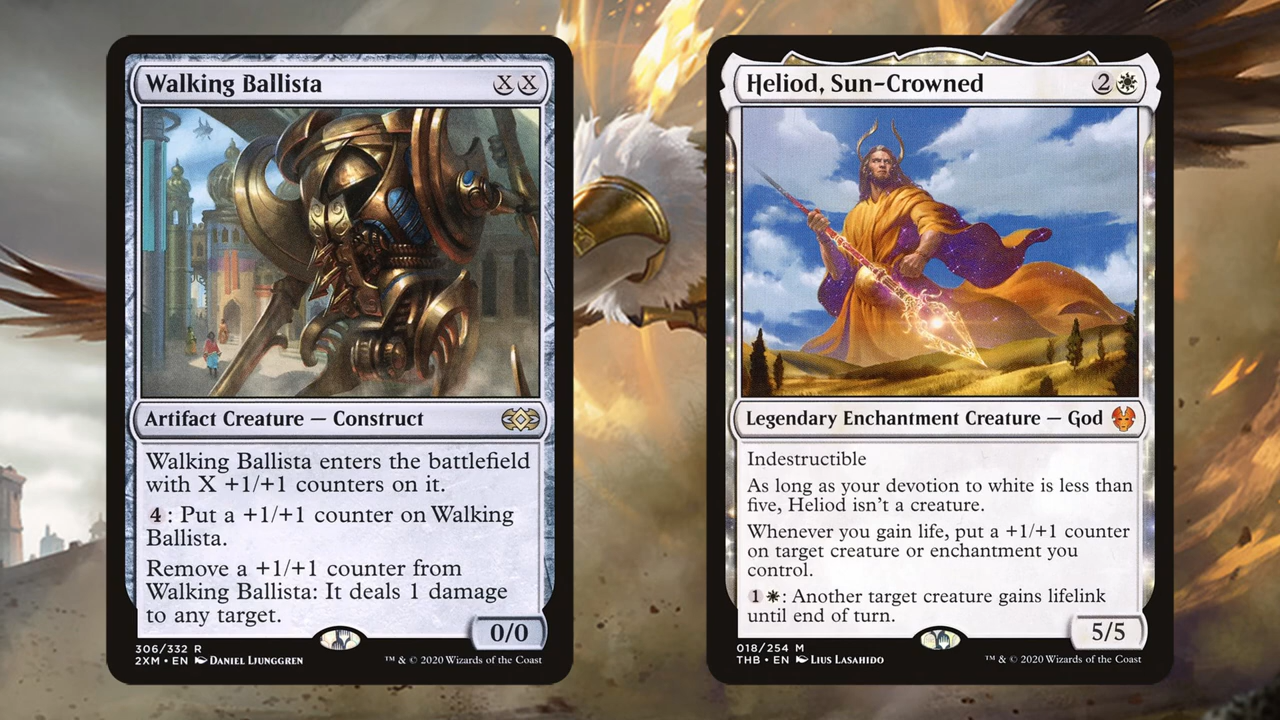 Walking Ballista
XX
Artifact Creature — Construct
Walking Ballista enters the battlefield
with X +1/+1 counters on it.
4: Put a +1/+1 counter on Walking
Ballista.
Remove a +1/+1 counter from
Walking Ballista: It deals 1 damage
to any target.
0/0
306/332 R
2XM • EN DANIEL LJUNGGREN
™ & © 2020 Wizards of the Coast
Heliod, Sun-Crowned
2
Legendary Enchantment Creature — God
Indestructible
As long as your devotion to white is less than
five, Heliod isn't a creature.
Whenever you gain life, put a +1/+1 counter
on target creature or enchantment you
control.
1 : Another target creature gains lifelink
until end of turn.
5/5
018/254 M
THB • EN LIUS LASAHIDO
™ & © 2020 Wizards of the Coast